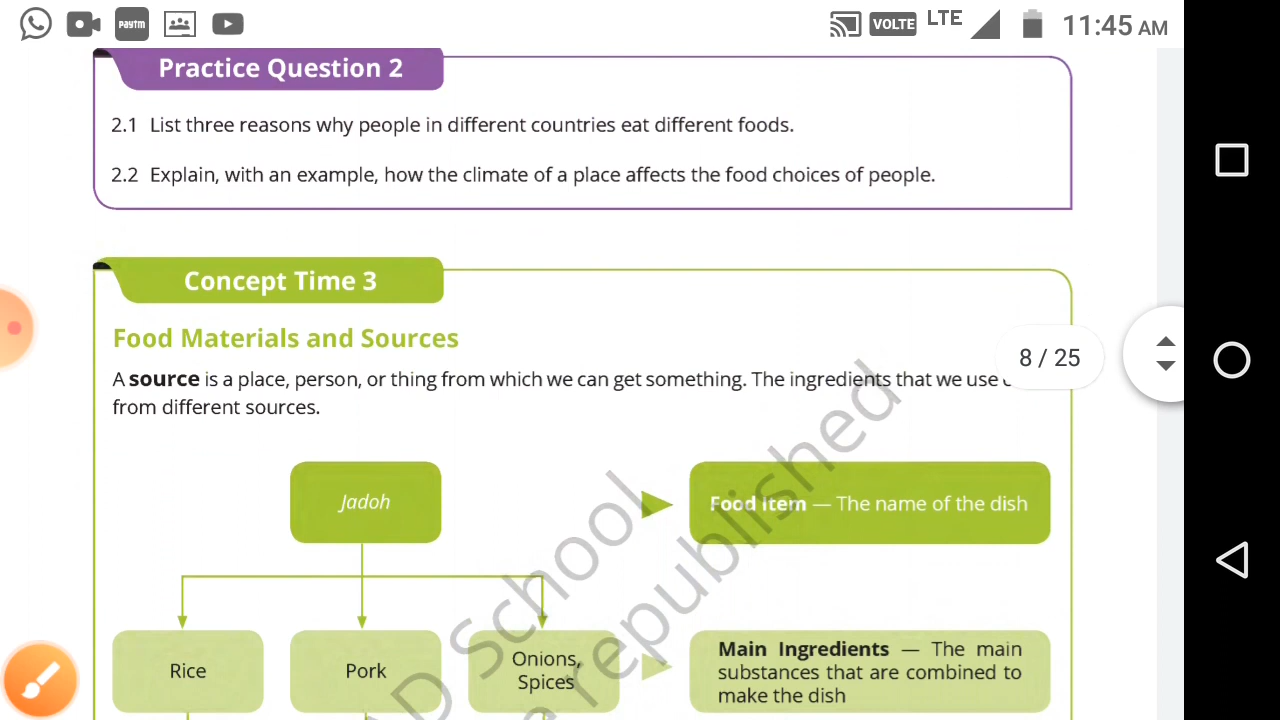 paytm
VOLTE LTE 11:45 AM
Practice Question 2
2.1 List three reasons why people in different countries eat different foods.
2.2 Explain, with an example, how the climate of a place affects the food choices of people.
Concept Time 3
Food Materials and Sources
A source is a place, person, or thing from which we can get something. The ingredients that we use
8 / 25
from different sources.
Jadoh
Food item — The name of the dish
Rice
Pork
Onions,
Spices
Main Ingredients — The main
substances that are combined to
make the dish
School
republished